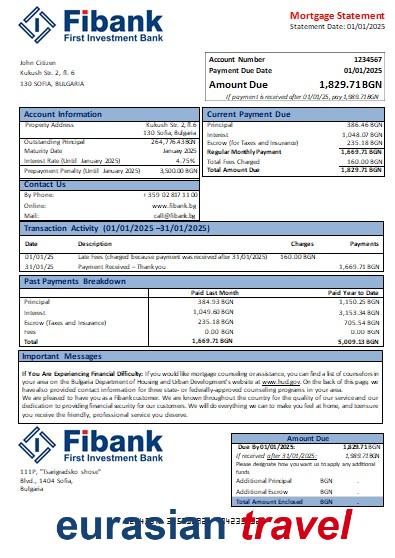 Fibank
First Investment Bank
Mortgage Statement
Statement Date: 01/01/2025
John Citizen
Kukush Str. 2, fl. 6
130 SOFIA, BULGARIA
Account Number 1234567
Payment Due Date 01/01/2025
Amount Due 1,829.71BGN
If payment is received after 01/01/25, pay 1,989.71BGN
Account Information
Property Address Kukush Str. 2, fl.6
130 Sofia, Bulgaria
Outstanding Principal 264,776.43BGN
Maturity Date January 2025
Interest Rate (Until January 2025) 4.75%
Prepayment Penalty (Until January 2025) 3,500.00 BGN
Contact Us
By Phone: +359 02 817 11 00
Online: www.fibank.bg
Mail: call@fibank.bg
Current Payment Due
Principal 386.46 BGN
Interest 1,048.07 BGN
Escrow (for Taxes and Insurance) 235.18 BGN
Regular Monthly Payment 1,669.71 BGN
Total Fees Charged 160.00 BGN
Total Amount Due 1,829.71 BGN
Transaction Activity (01/01/2025 –31/01/2025)
Date Description Charges Payments
01/01/25 Late Fees (charged because payment was received after 31/01/2025) 160.00 BGN
31/01/25 Payment Received – Thank you 1,669.71 BGN
Past Payments Breakdown
Paid Last Month Paid Year to Date
Principal 384.93 BGN 1,150.25 BGN
Interest 1,049.60 BGN 3,153.34 BGN
Escrow (Taxes and Insurance) 235.18 BGN 705.54 BGN
Fees 0.00 BGN 0.00 BGN
Total 1,669.71 BGN 5,009.13 BGN
Important Messages
If You Are Experiencing Financial Difficulty: If you would like mortgage counseling or assistance, you can find a list of counselors in
your area on the Bulgaria Department of Housing and Urban Development's website at www.hud.gov. On the back of this page, we
have also provided contact information for three state- or federally-approved counseling programs in your area.
We are pleased to have you as a Fibank customer. We are known throughout the country for the quality of our service and our
dedication to providing financial security for our customers. We will do everything we can to make you feel at home, and to ensure
you receive the friendly, professional service you deserve.
Fibank
First Investment Bank
111P, "Tsarigradsko shose"
Blvd., 1404 Sofia,
Bulgaria
Amount Due
Due By 01/01/2025: 1,829.71 BGN
If received after 31/01/25: 1,989.71 BGN
Please designate how you want us to apply any additional
funds.
Additional Principal BGN -
Additional Escrow BGN -
Total Amount Enclosed BGN -
eurasian travel